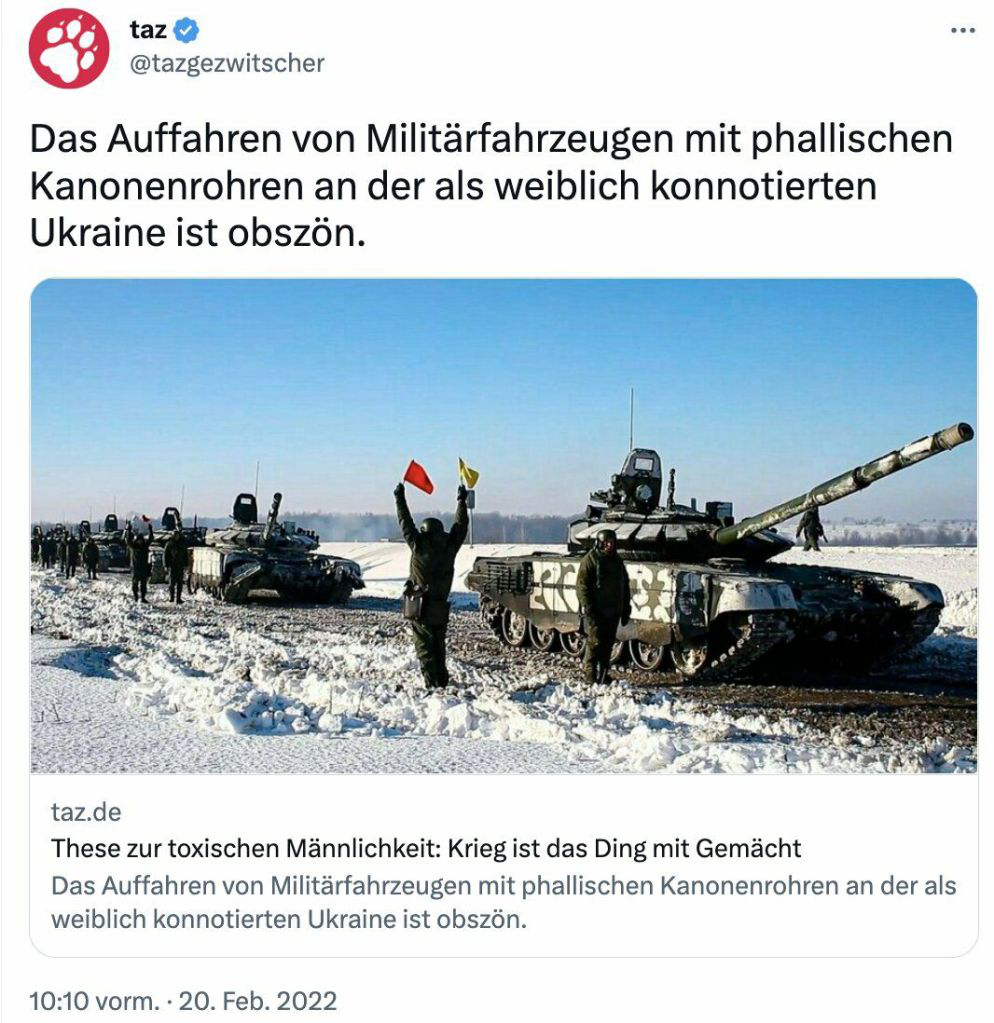 taz
@tazgezwitscher
Das Auffahren von Militärfahrzeugen mit phallischen
Kanonenrohren an der als weiblich konnotierten
Ukraine ist obszön.
taz.de
These zur toxischen Männlichkeit: Krieg ist das Ding mit Gemächt
Das Auffahren von Militärfahrzeugen mit phallischen Kanonenrohren an der als
weiblich konnotierten Ukraine ist obszön.
10:10 vorm. · 20. Feb. 2022